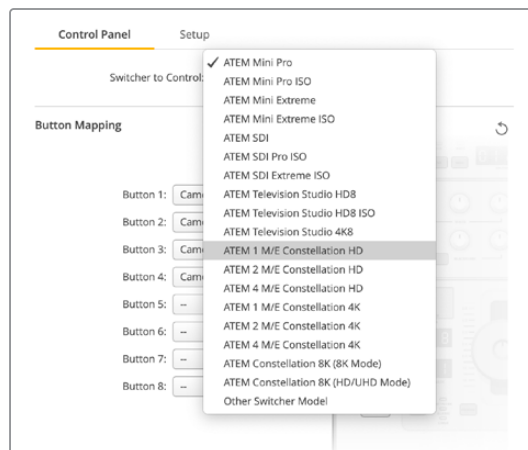 Control Panel
Setup
Switcher to Control:
✓ ATEM Mini Pro
ATEM Mini Pro ISO
ATEM Mini Extreme
ATEM Mini Extreme ISO
ATEM SDI
ATEM SDI Pro ISO
ATEM SDI Extreme ISO
ATEM Television Studio HD8
ATEM Television Studio HD8 ISO
ATEM Television Studio 4K8
ATEM 1 M/E Constellation HD
ATEM 2 M/E Constellation HD
ATEM 4 M/E Constellation HD
ATEM 1 M/E Constellation 4K
ATEM 2 M/E Constellation 4K
ATEM 4 M/E Constellation 4K
ATEM Constellation 8K (8K Mode)
ATEM Constellation 8K (HD/UHD Mode)
Other Switcher Model
Button Mapping
Button 1: Came
Button 2: Came
Button 3: Came
Button 4: Came
Button 5: --
Button 6: --
Button 7: --
Button 8: --